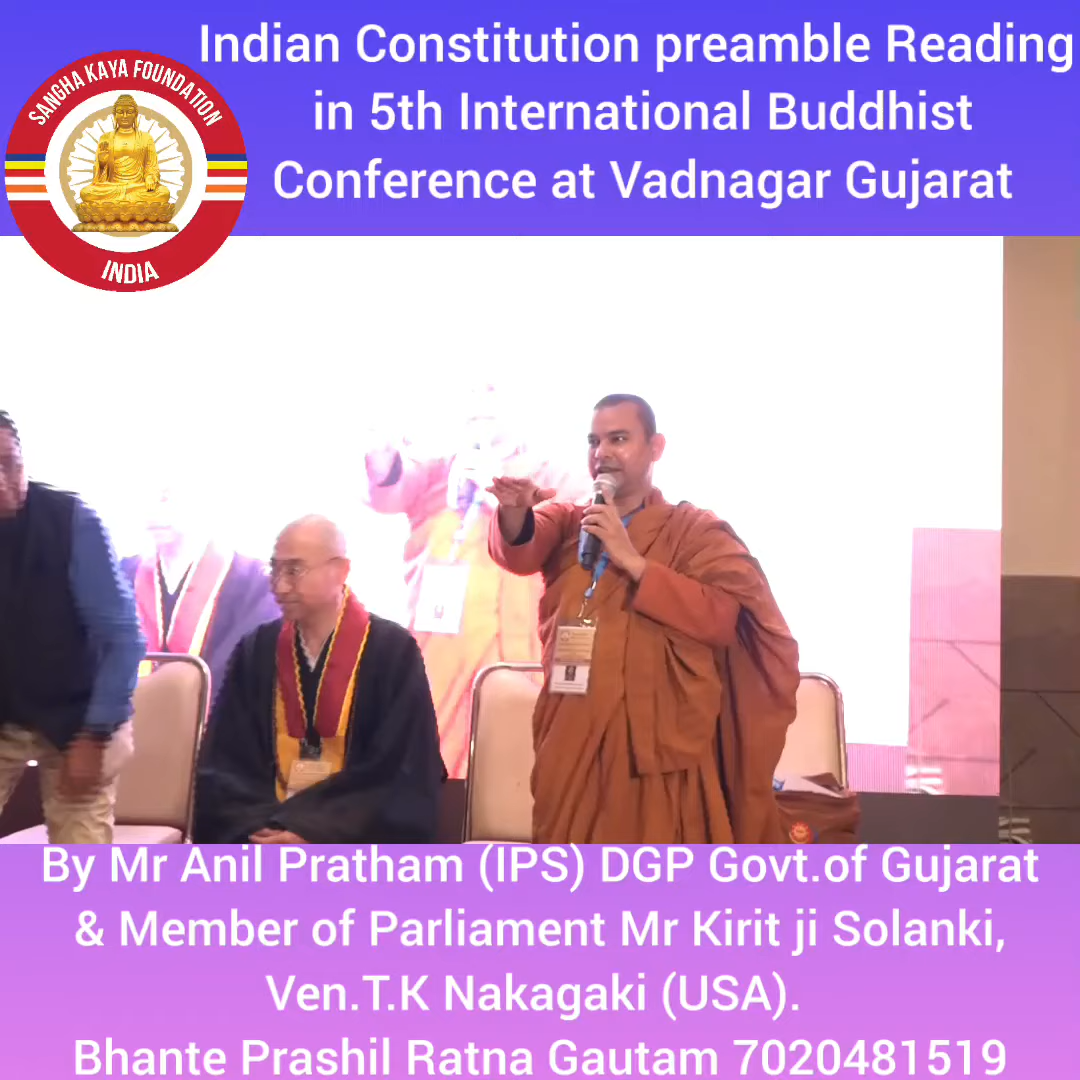 Indian Constitution preamble Reading
in 5th International Buddhist
Conference at Vadnagar Gujarat
SANGHA KAYA FOUNDATION
INDIA
By Mr Anil Pratham (IPS) DGP Govt.of Gujarat
& Member of Parliament Mr Kirit ji Solanki,
Ven.T.K Nakagaki (USA).
Bhante Prashil Ratna Gautam 7020481519